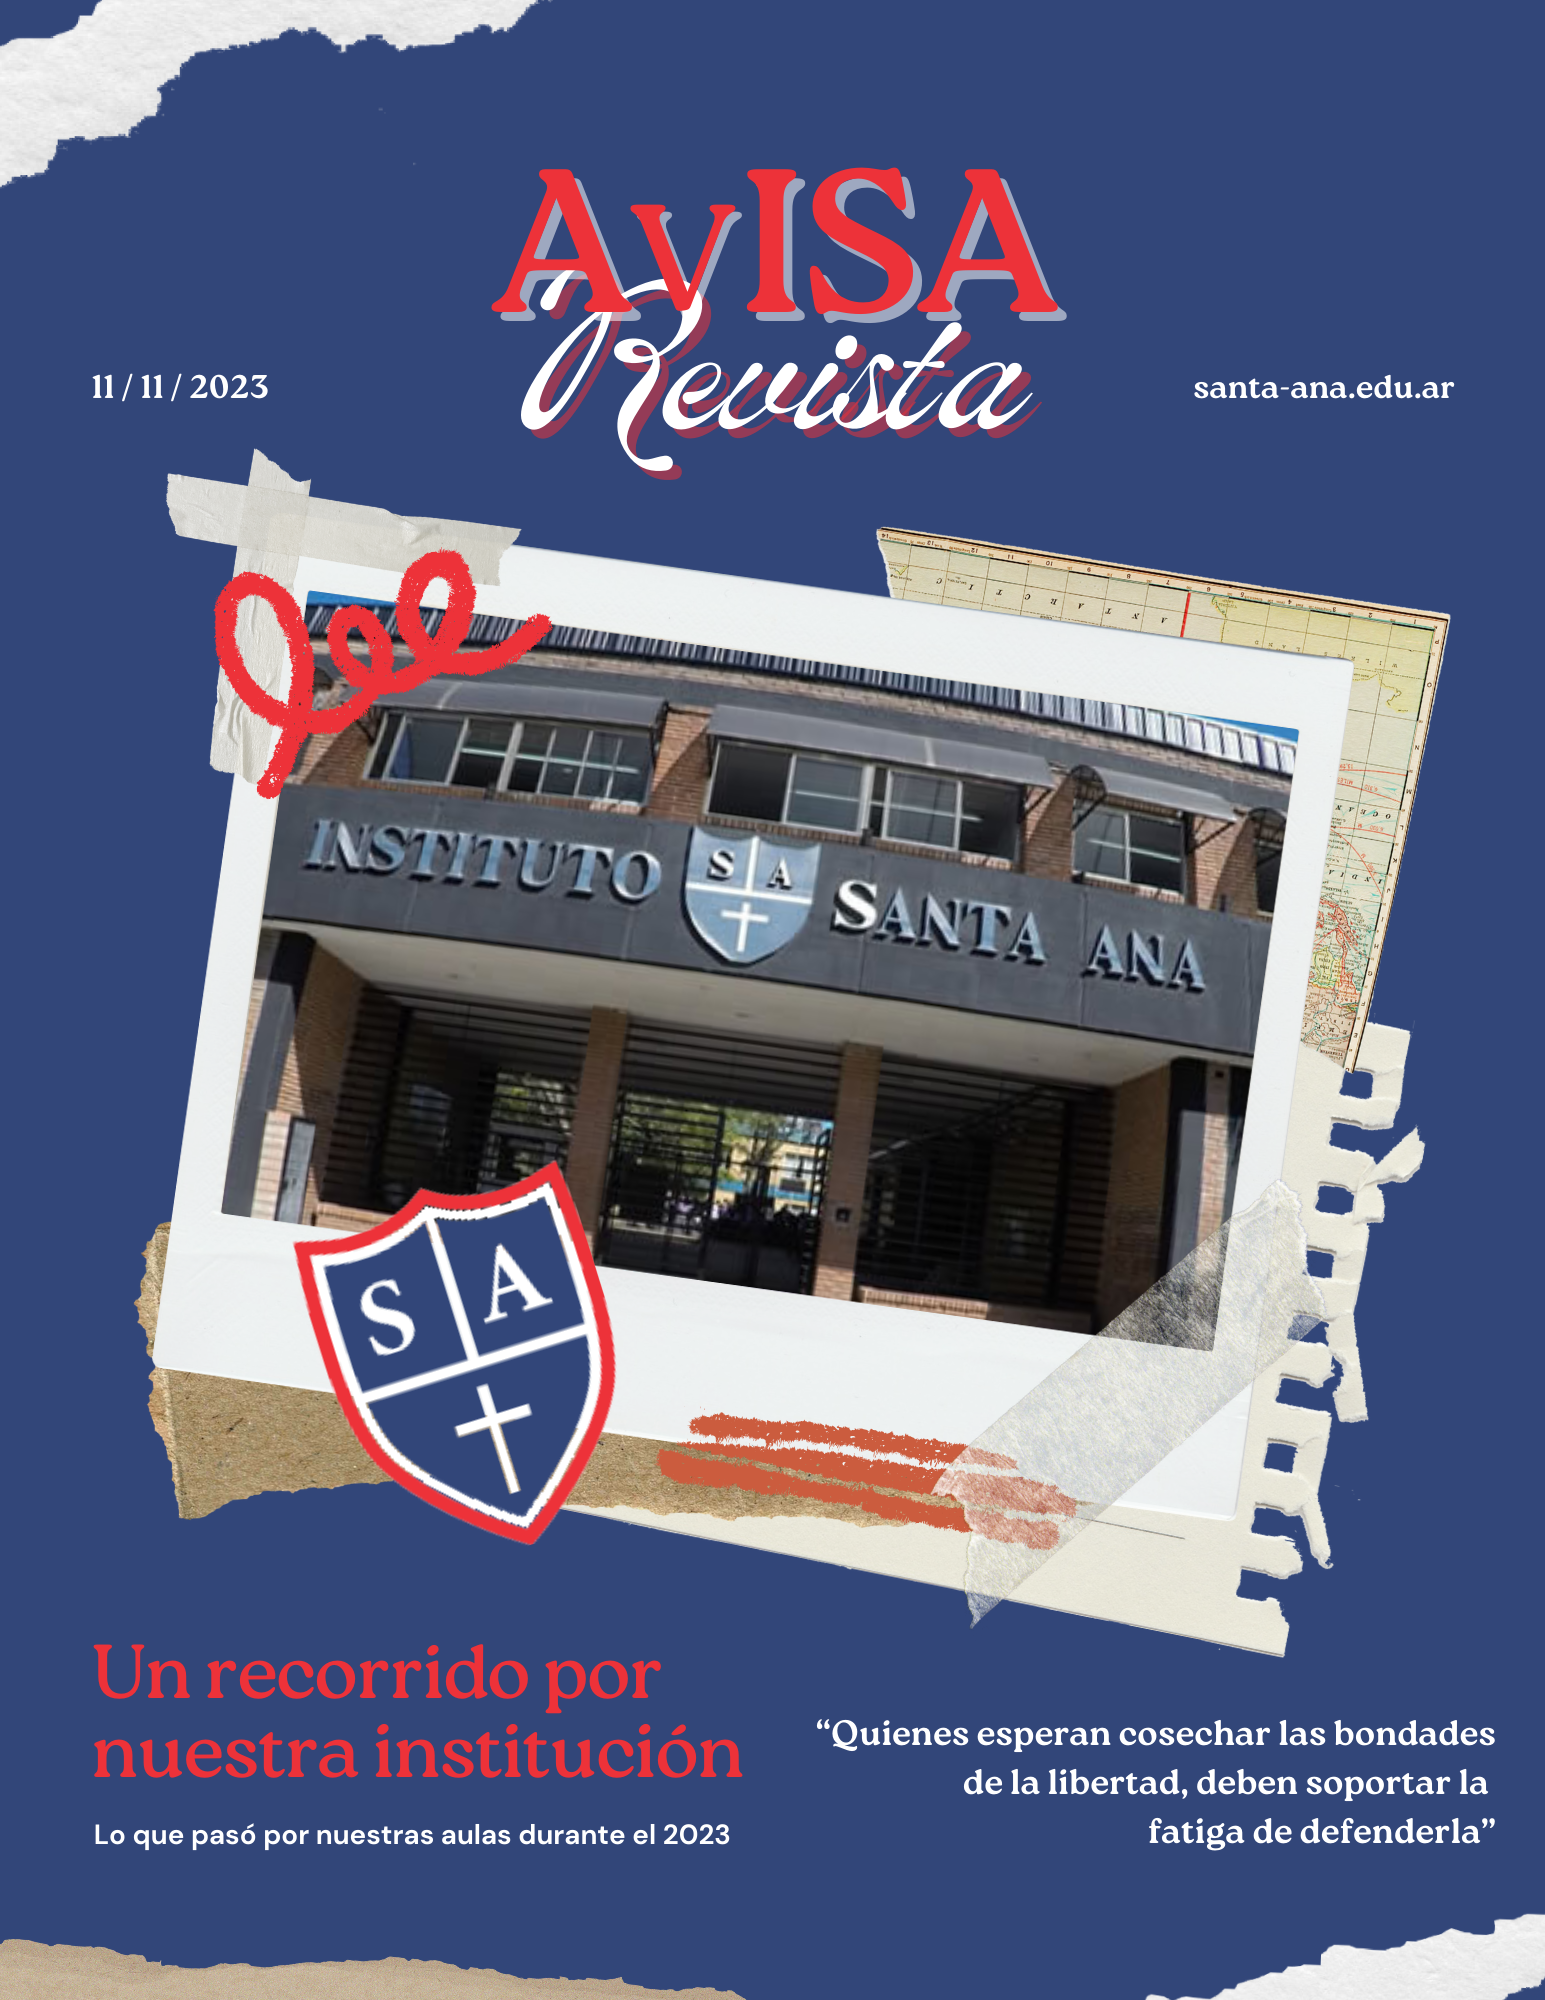 AvISA
Revista
11 / 11 / 2023
santa-ana.edu.ar
INSTITUTO S A SANTA ANA
S A
Un recorrido por
nuestra institución
Lo que pasó por nuestras aulas durante el 2023
“Quienes esperan cosechar las bondades
de la libertad, deben soportar la
fatiga de defenderla”